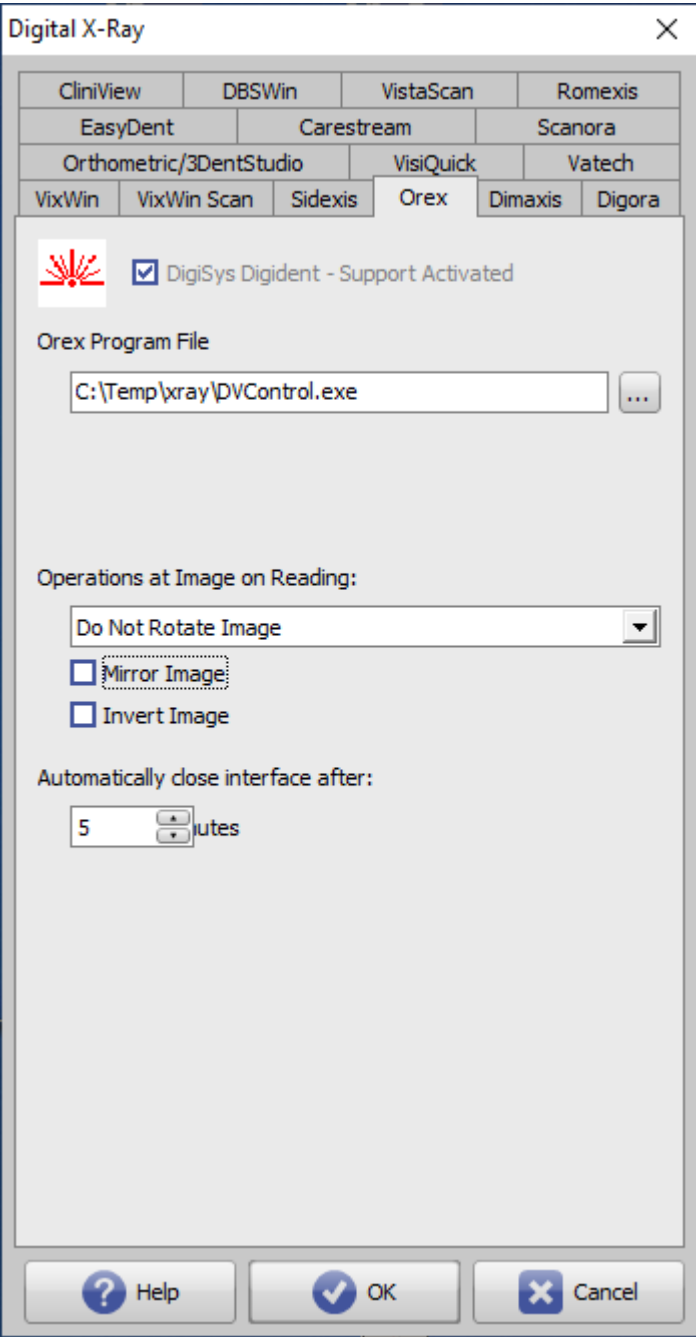 Digital X-Ray
CliniView DBSWin VistaScan Romexis
EasyDent Carestream Scanora
Orthometric/3DentStudio VisiQuick Vatech
VixWin VixWin Scan Sidexis Orex Dimaxis Digora
DigiSys Digident - Support Activated
Orex Program File
C:\Temp\xray\DVControl.exe
...
Operations at Image on Reading:
Do Not Rotate Image
Mirror Image
Invert Image
Automatically close interface after:
5 utes
Help OK Cancel